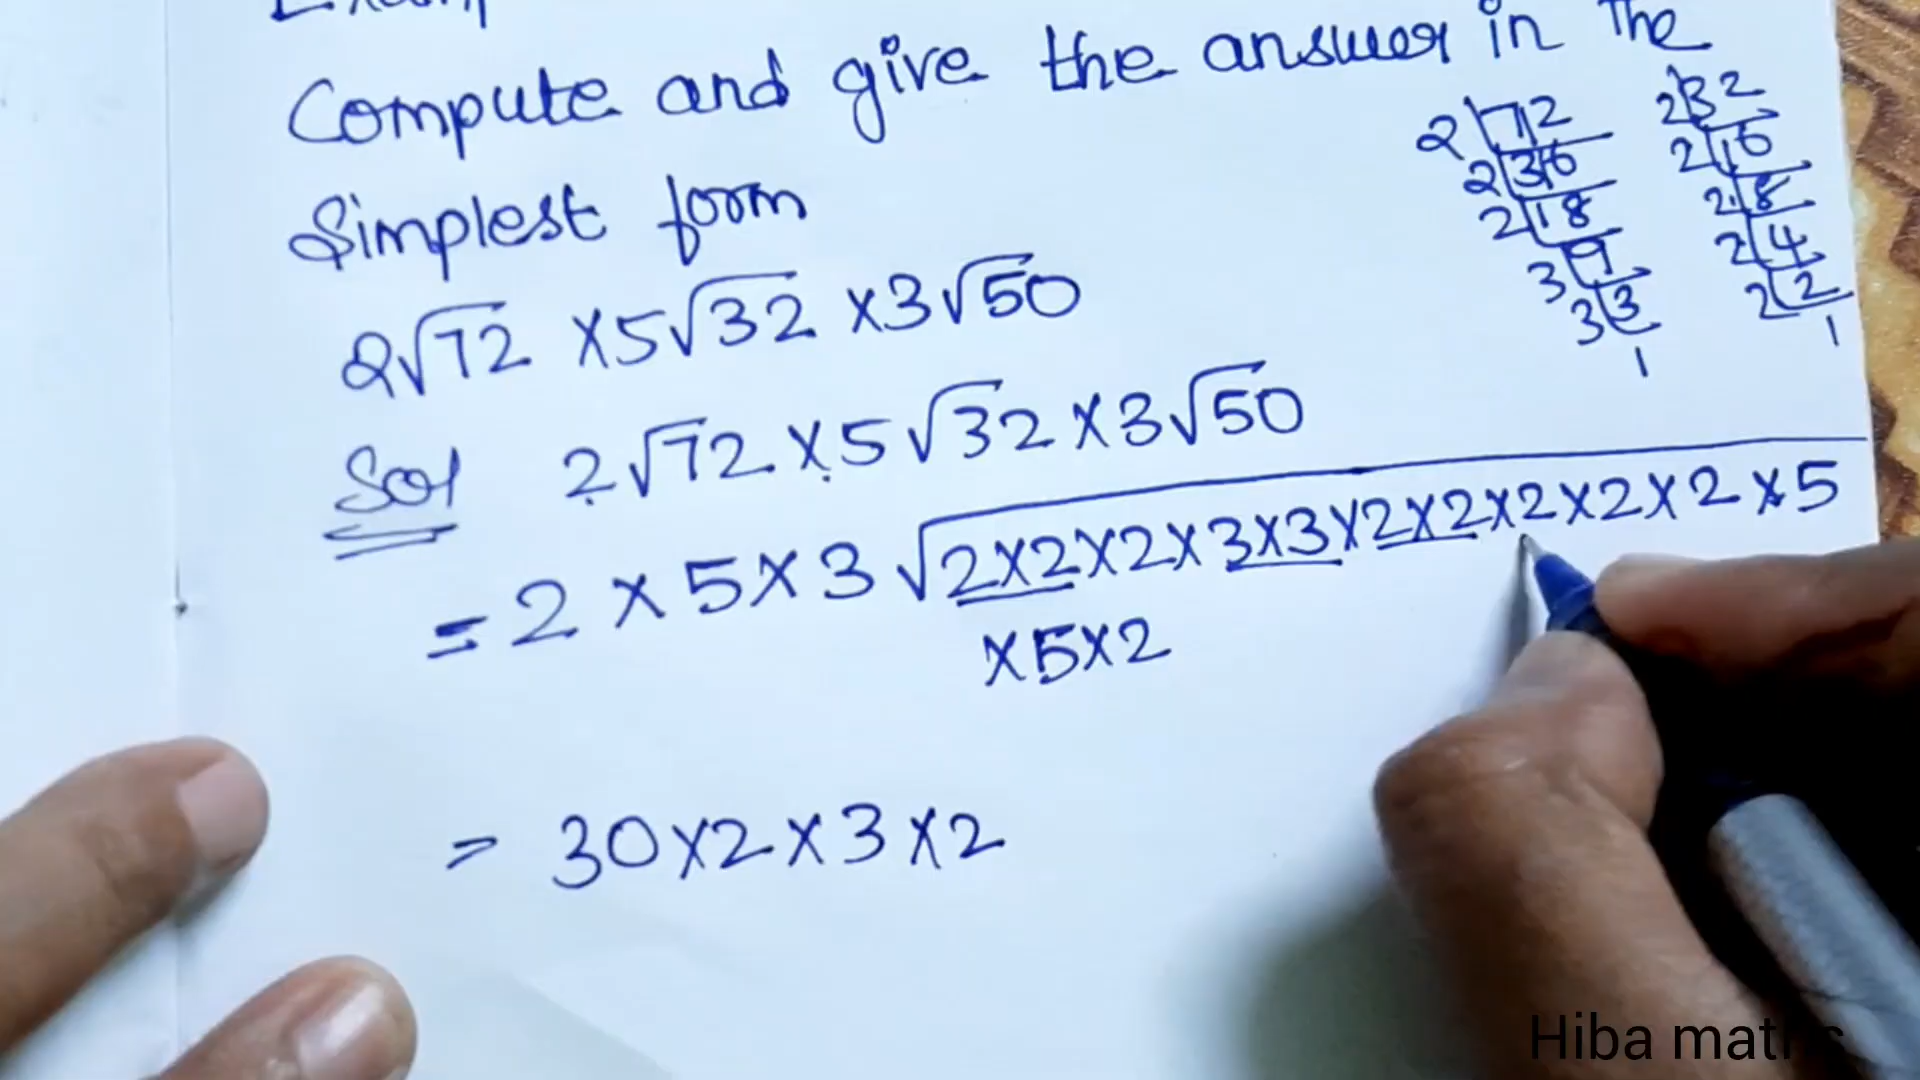 Compute and give the answer in the
Simplest form
2√72 ×5√32 ×3√50
Sol 2√72 × 5√32 × 3√50
= 2 × 5 × 3 √2×2×2×3×3×2×2×2×2×2×5
×5×2
= 30×2×3×2
2 72
2 36
2 18
3 9
3 3
1
2 32
2 16
2 8
2 4
2 2
1
Hiba maths